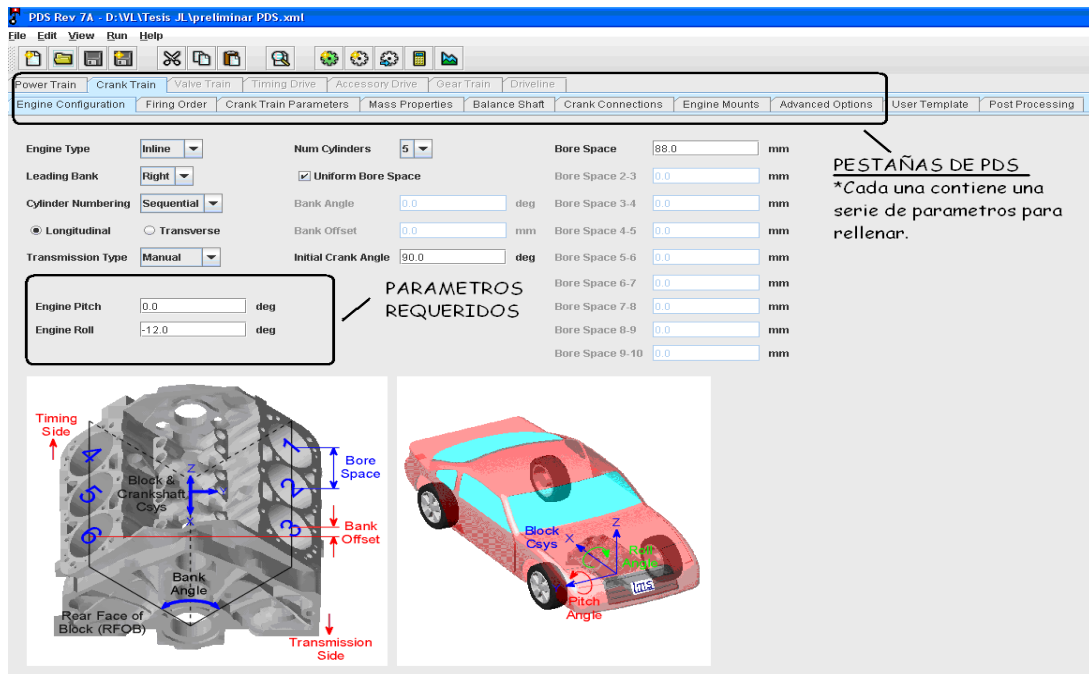 PDS Rev 7A - D:\VL\Tesis JL\preliminar PDS.xml
File Edit View Run Help
Power Train Crank Train Valve Train Timing Drive Accessory Drive Gear Train Driveline
Engine Configuration Firing Order Crank Train Parameters Mass Properties Balance Shaft Crank Connections Engine Mounts Advanced Options User Template Post Processing
Engine Type Inline Num Cylinders 5 Bore Space 88.0 mm
Leading Bank Right Uniform Bore Space Bore Space 2-3 0.0 mm
Cylinder Numbering Sequential Bank Angle 0.0 deg Bore Space 3-4 0.0 mm
Longitudinal Transverse Bank Offset 0.0 mm Bore Space 4-5 0.0 mm
Transmission Type Manual Initial Crank Angle 90.0 deg Bore Space 5-6 0.0 mm
Bore Space 6-7 0.0 mm
Engine Pitch 0.0 deg Bore Space 7-8 0.0 mm
Engine Roll -12.0 deg Bore Space 8-9 0.0 mm
Bore Space 9-10 0.0 mm
PARAMETROS
REQUERIDOS
PESTAÑAS DE PDS
*Cada una contiene una
serie de parametros para
rellenar.
Timing
Side
1
2
3
4
5
6
Z
Block &
Crankshaft
Csys
X
Bore
Space
Bank
Offset
Bank
Angle
Rear Face of
Block (RFOB)
Transmission
Side
Block
Csys
X
Z
Roll
Angle
Y
lms
Pitch
Angle